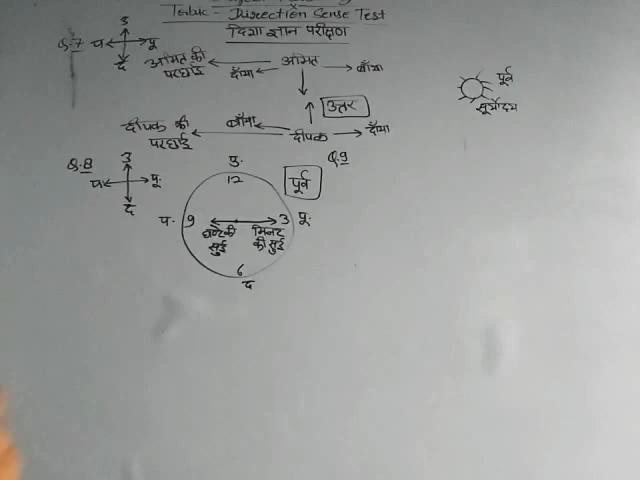 Topic - Direction Sense Test
दिशा ज्ञान परीक्षण
Q.7
उ
प पू
द
अमित की परछाई दाँया अमित बाँया
उत्तर
दीपक की परछाई बाँया दीपक दाँया
पूर्व
सूर्योदय
Q.8
उ
प पू.
द
Q.9
पूर्व
12
प. 9 3 पू.
घण्टे की सुई
मिनट की सुई
6
द